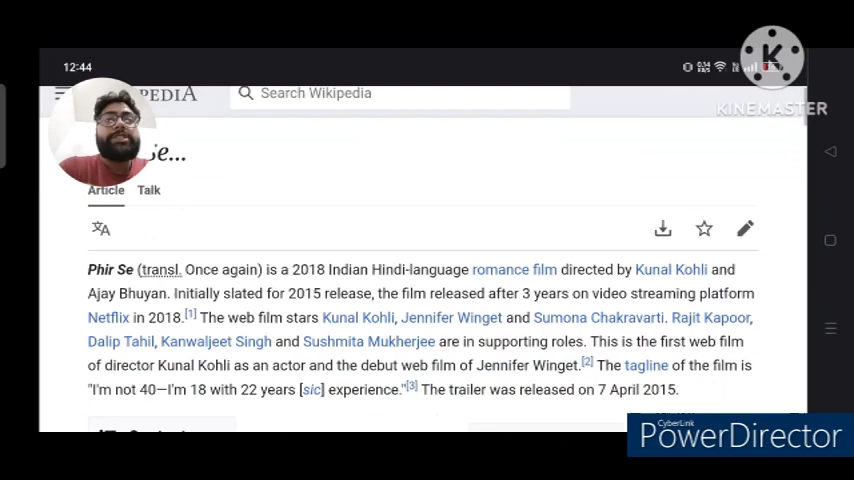 12:44
KINEMASTER
PEDIA
Search Wikipedia
Se...
Article Talk
Phir Se (transl. Once again) is a 2018 Indian Hindi-language romance film directed by Kunal Kohli and
Ajay Bhuyan. Initially slated for 2015 release, the film released after 3 years on video streaming platform
Netflix in 2018.[1] The web film stars Kunal Kohli, Jennifer Winget and Sumona Chakravarti. Rajit Kapoor,
Dalip Tahil, Kanwaljeet Singh and Sushmita Mukherjee are in supporting roles. This is the first web film
of director Kunal Kohli as an actor and the debut web film of Jennifer Winget.[2] The tagline of the film is
"I'm not 40—I'm 18 with 22 years [sic] experience."[3] The trailer was released on 7 April 2015.
CyberLink
PowerDirector